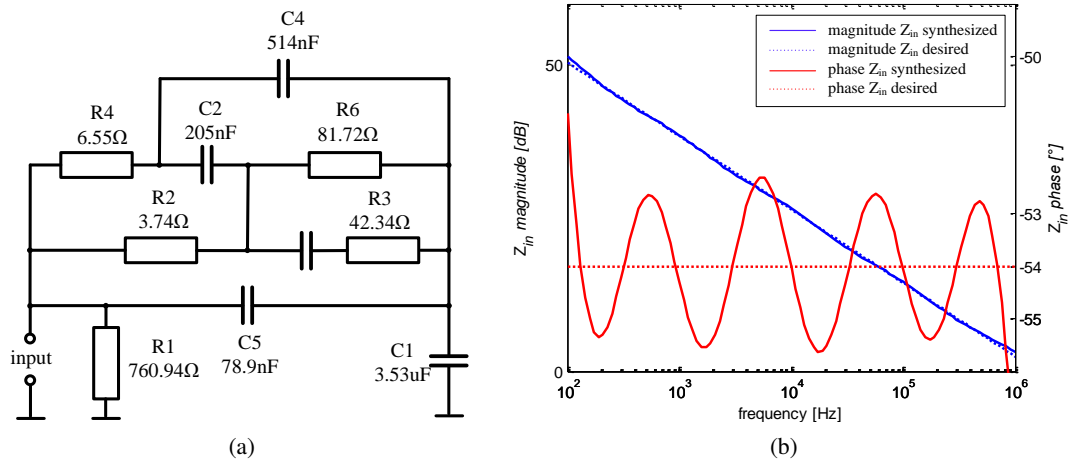 C4
514nF
R4
6.55Ω
C2
205nF
R6
81.72Ω
R2
3.74Ω
R3
42.34Ω
input
R1
760.94Ω
C5
78.9nF
C1
3.53uF
(a)
magnitude Zin synthesized
magnitude Zin desired
phase Zin synthesized
phase Zin desired
50
0
Zin magnitude [dB]
-50
-53
-54
-55
Zin phase [°]
10^2
10^3
10^4
10^5
10^6
frequency [Hz]
(b)